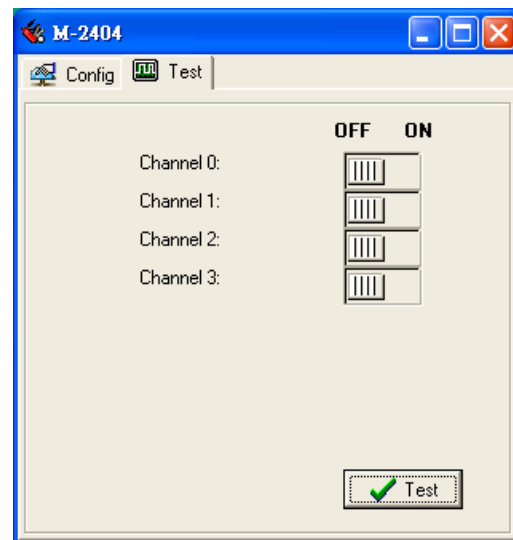 M-2404
Config Test
OFF ON
Channel 0:
Channel 1:
Channel 2:
Channel 3:
Test